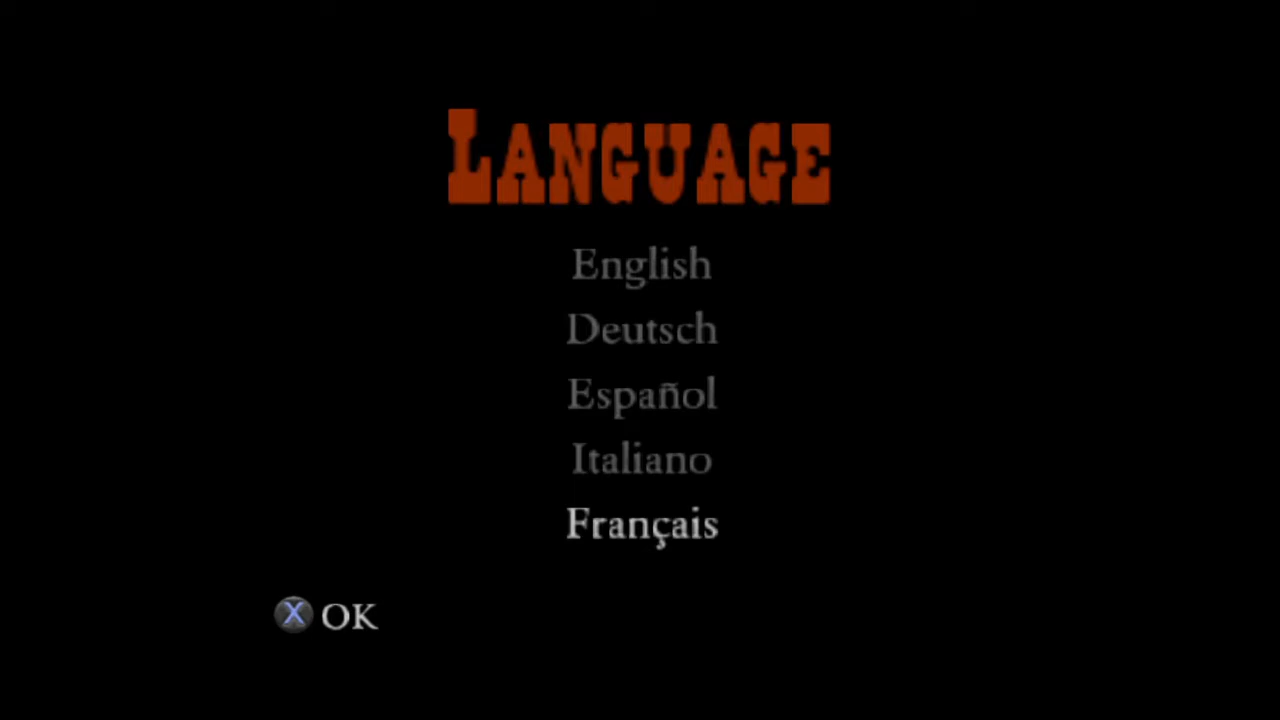 LANGUAGE
English
Deutsch
Español
Italiano
Français
X OK